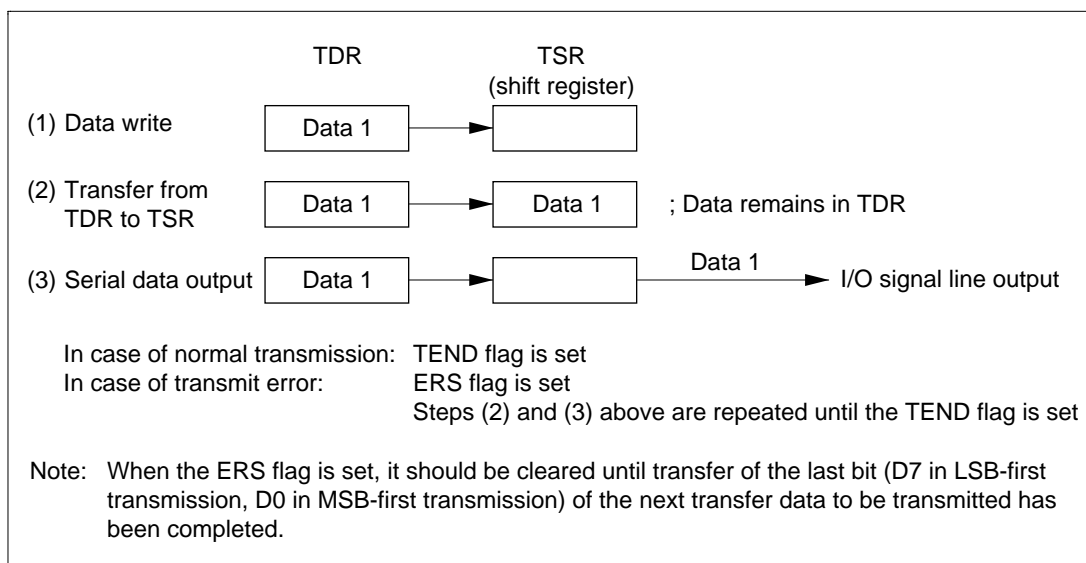 TDR TSR
(shift register)
(1) Data write Data 1
(2) Transfer from
TDR to TSR Data 1 Data 1 ; Data remains in TDR
(3) Serial data output Data 1 Data 1 I/O signal line output
In case of normal transmission: TEND flag is set
In case of transmit error: ERS flag is set
Steps (2) and (3) above are repeated until the TEND flag is set
Note: When the ERS flag is set, it should be cleared until transfer of the last bit (D7 in LSB-first
transmission, D0 in MSB-first transmission) of the next transfer data to be transmitted has
been completed.